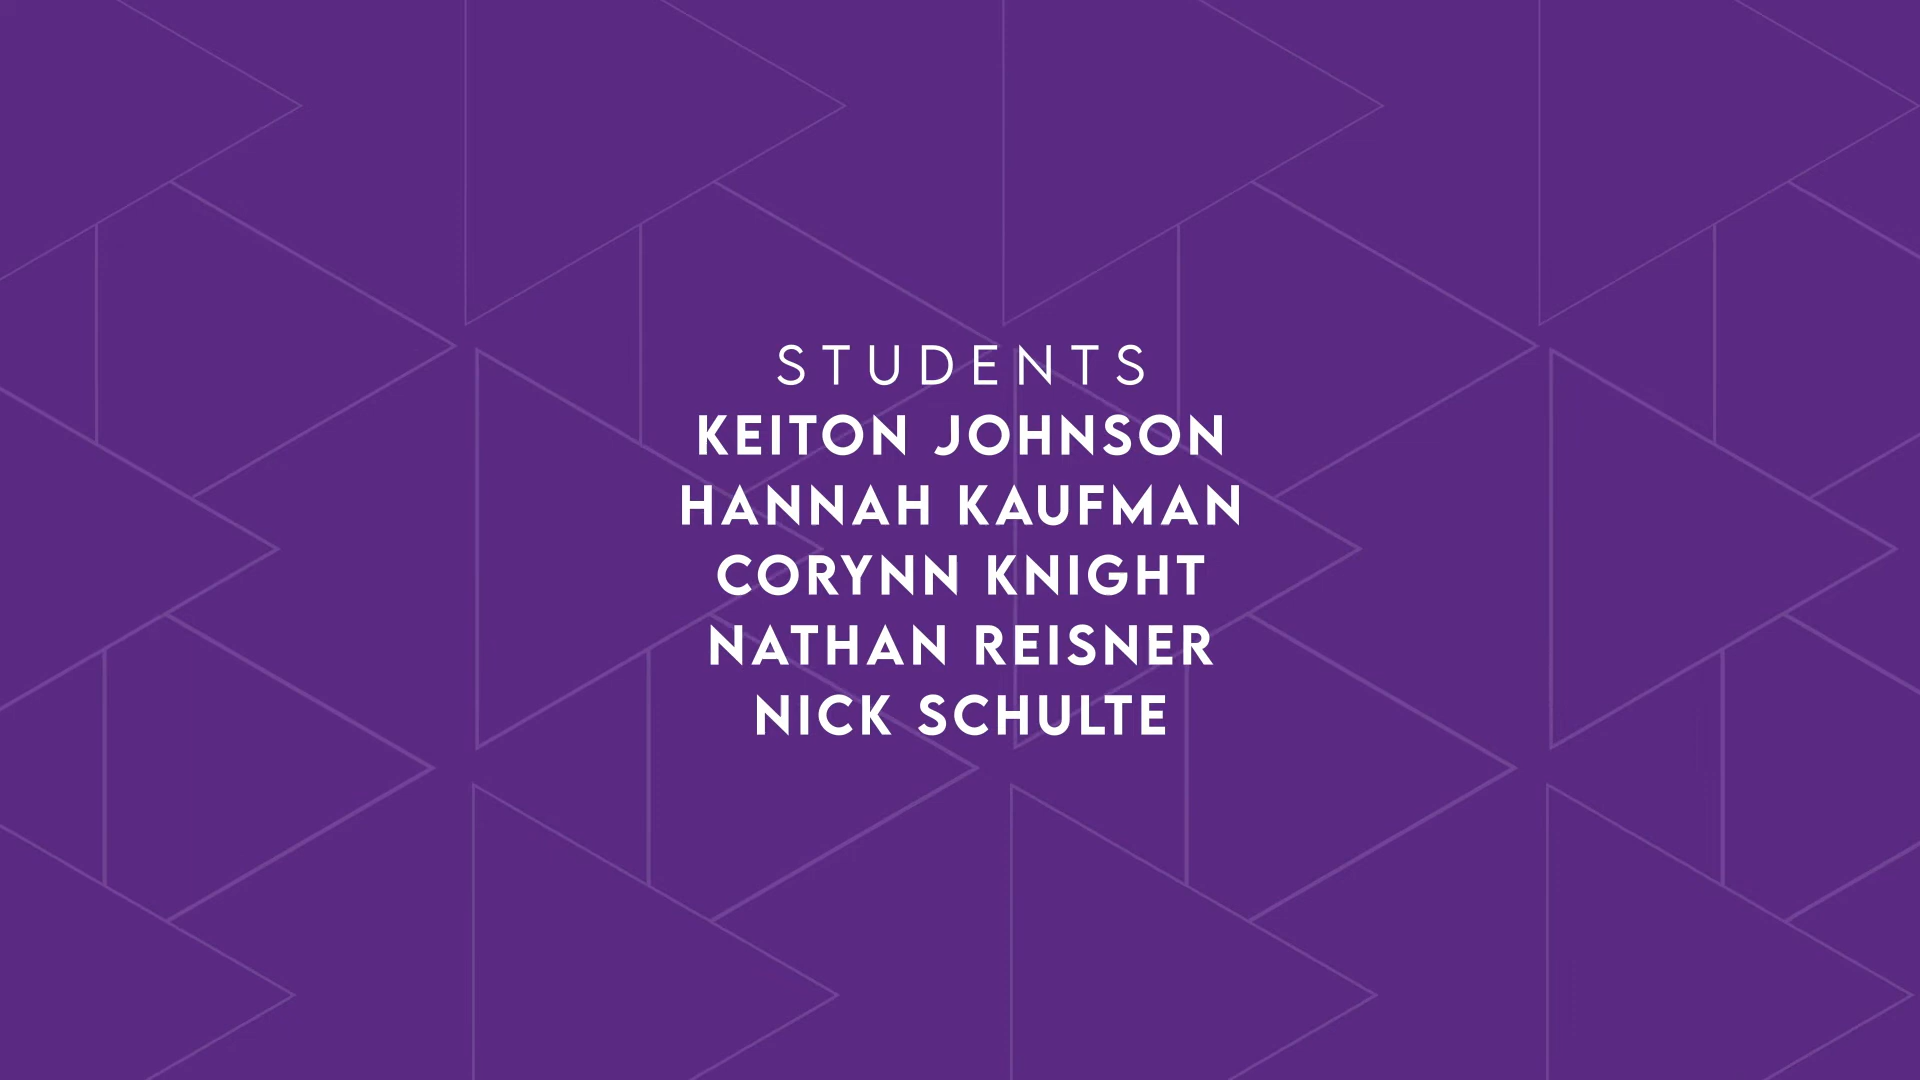 STUDENTS
KEITON JOHNSON
HANNAH KAUFMAN
CORYNN KNIGHT
NATHAN REISNER
NICK SCHULTE